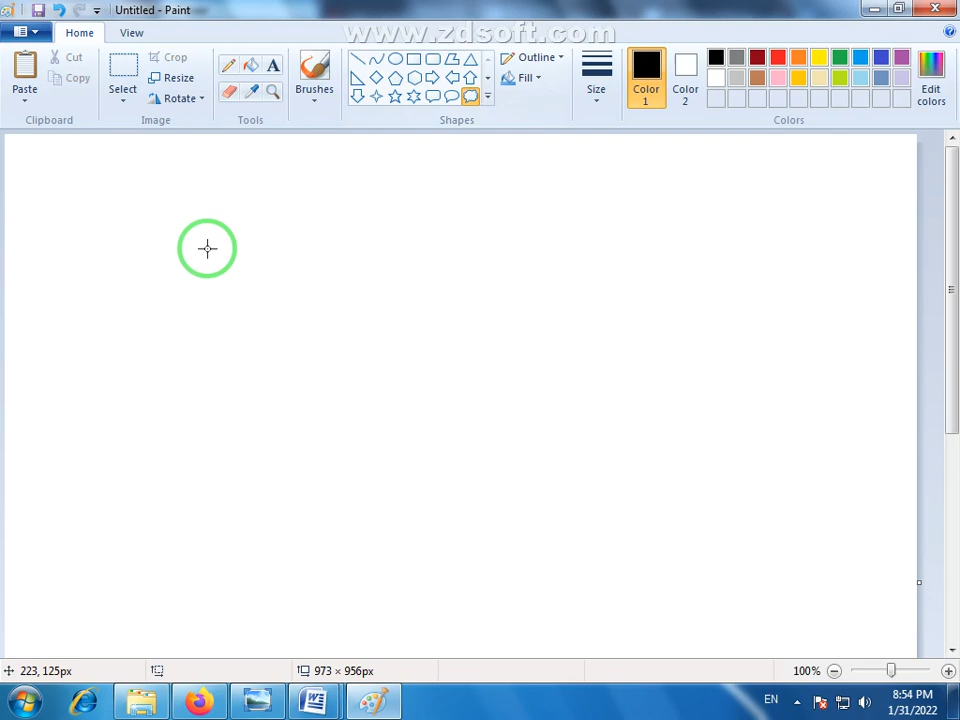 Untitled - Paint
Home
View
www.zdsoft.com
Paste
Cut
Copy
Clipboard
Select
Crop
Resize
Rotate
Image
A
Tools
Brushes
Outline
Fill
Shapes
Size
Color
1
Color
2
Edit
colors
Colors
223, 125px
973 × 956px
100%
EN
8:54 PM
1/31/2022